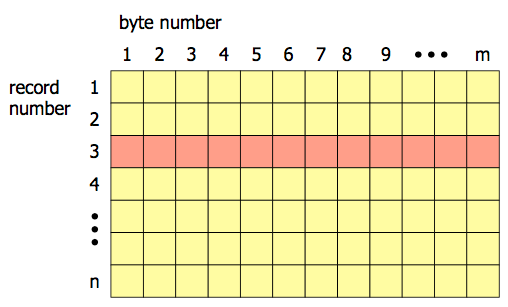 byte number
1 2 3 4 5 6 7 8 9 ••• m
record
number
1
2
3
4
•
•
•
n